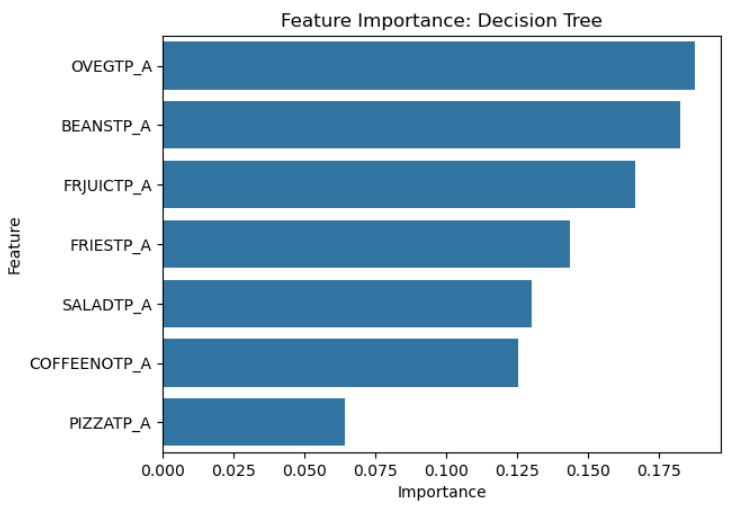 Feature Importance: Decision Tree
OVEGTP_A
BEANSTP_A
FRJUICTP_A
FRIESTP_A
SALADTP_A
COFFEENOTP_A
PIZZATP_A
Feature
0.000 0.025 0.050 0.075 0.100 0.125 0.150 0.175
Importance